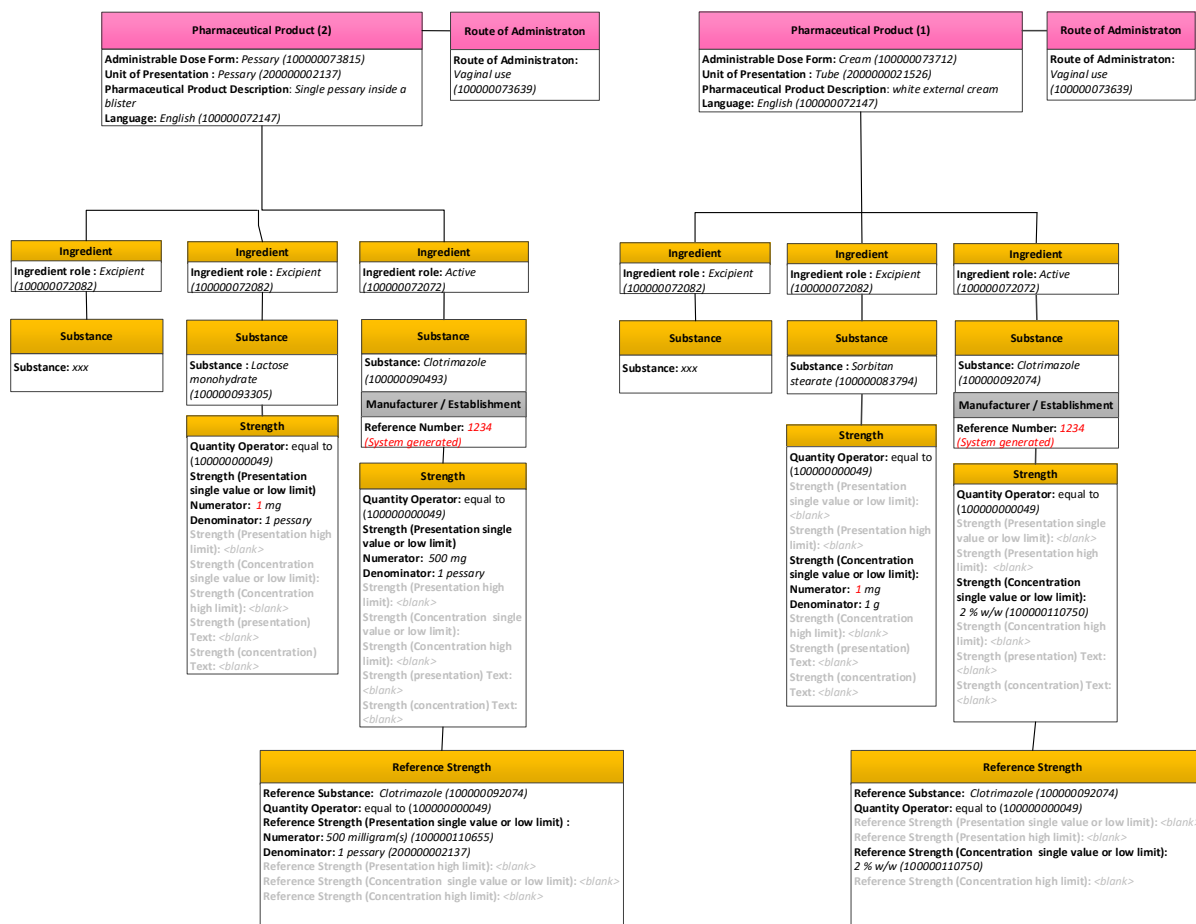 Pharmaceutical Product (2)
Administrable Dose Form: Pessary (100000073815)
Unit of Presentation : Pessary (200000002137)
Pharmaceutical Product Description: Single pessary inside a
blister
Language: English (100000072147)
Route of Administraton
Route of Administraton:
Vaginal use
(100000073639)
Pharmaceutical Product (1)
Administrable Dose Form: Cream (100000073712)
Unit of Presentation : Tube (2000000021526)
Pharmaceutical Product Description: white external cream
Language: English (100000072147)
Route of Administraton
Route of Administraton:
Vaginal use
(100000073639)
Ingredient
Ingredient role : Excipient
(100000072082)
Ingredient
Ingredient role : Excipient
(100000072082)
Ingredient
Ingredient role: Active
(100000072072)
Ingredient
Ingredient role : Excipient
(100000072082)
Ingredient
Ingredient role : Excipient
(100000072082)
Ingredient
Ingredient role: Active
(100000072072)
Substance
Substance: xxx
Substance
Substance : Lactose
monohydrate
(100000093305)
Substance
Substance: Clotrimazole
(100000090493)
Manufacturer / Establishment
Reference Number: 1234
(System generated)
Substance
Substance: xxx
Substance
Substance : Sorbitan
stearate (100000083794)
Substance
Substance: Clotrimazole
(100000092074)
Manufacturer / Establishment
Reference Number: 1234
(System generated)
Strength
Quantity Operator: equal to
(100000000049)
Strength (Presentation
single value or low limit)
Numerator: 1 mg
Denominator: 1 pessary
Strength (Presentation high
limit): <blank>
Strength (Concentration
single value or low limit):
Strength (Concentration
high limit): <blank>
Strength (presentation)
Text: <blank>
Strength (concentration)
Text: <blank>
Strength
Quantity Operator: equal to
(100000000049)
Strength (Presentation single
value or low limit)
Numerator: 500 mg
Denominator: 1 pessary
Strength (Presentation high
limit): <blank>
Strength (Concentration single
value or low limit):
Strength (Concentration high
limit): <blank>
Strength (presentation) Text:
<blank>
Strength (concentration) Text:
<blank>
Strength
Quantity Operator: equal to
(100000000049)
Strength (Presentation
single value or low limit):
<blank>
Strength (Presentation high
limit): <blank>
Strength (Concentration
single value or low limit):
Numerator: 1 mg
Denominator: 1 g
Strength (Concentration
high limit): <blank>
Strength (presentation)
Text: <blank>
Strength (concentration)
Text: <blank>
Strength
Quantity Operator: equal to
(100000000049)
Strength (Presentation single
value or low limit): <blank>
Strength (Presentation high
limit): <blank>
Strength (Concentration
single value or low limit):
2 % w/w (100000110750)
Strength (Concentration high
limit): <blank>
Strength (presentation) Text:
<blank>
Strength (concentration) Text:
<blank>
Reference Strength
Reference Substance: Clotrimazole (100000092074)
Quantity Operator: equal to (100000000049)
Reference Strength (Presentation single value or low limit) :
Numerator: 500 milligram(s) (100000110655)
Denominator: 1 pessary (200000002137)
Reference Strength (Presentation high limit): <blank>
Reference Strength (Concentration single value or low limit): <blank>
Reference Strength (Concentration high limit): <blank>
Reference Strength
Reference Substance: Clotrimazole (100000092074)
Quantity Operator: equal to (100000000049)
Reference Strength (Presentation single value or low limit): <blank>
Reference Strength (Presentation high limit): <blank>
Reference Strength (Concentration single value or low limit):
2 % w/w (100000110750)
Reference Strength (Concentration high limit): <blank>